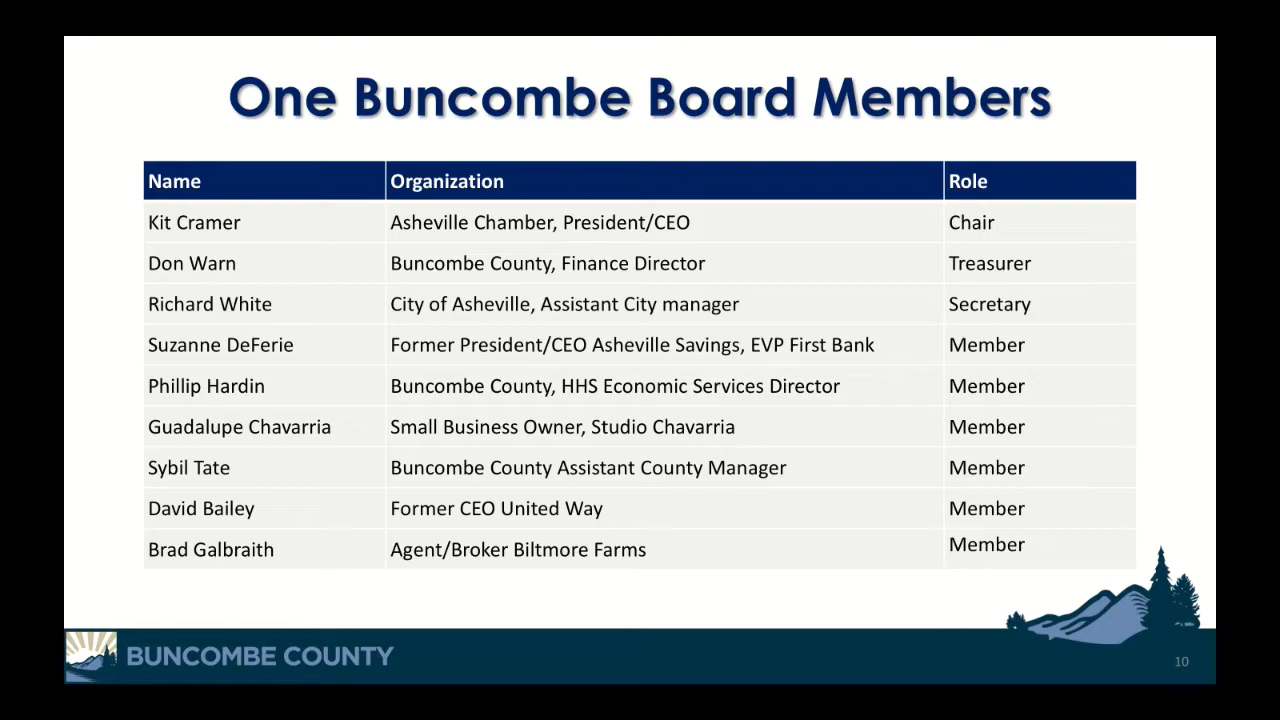 One Buncombe Board Members
Name Organization Role
Kit Cramer Asheville Chamber, President/CEO Chair
Don Warn Buncombe County, Finance Director Treasurer
Richard White City of Asheville, Assistant City manager Secretary
Suzanne DeFerie Former President/CEO Asheville Savings, EVP First Bank Member
Phillip Hardin Buncombe County, HHS Economic Services Director Member
Guadalupe Chavarria Small Business Owner, Studio Chavarria Member
Sybil Tate Buncombe County Assistant County Manager Member
David Bailey Former CEO United Way Member
Brad Galbraith Agent/Broker Biltmore Farms Member
BUNCOMBE COUNTY
10